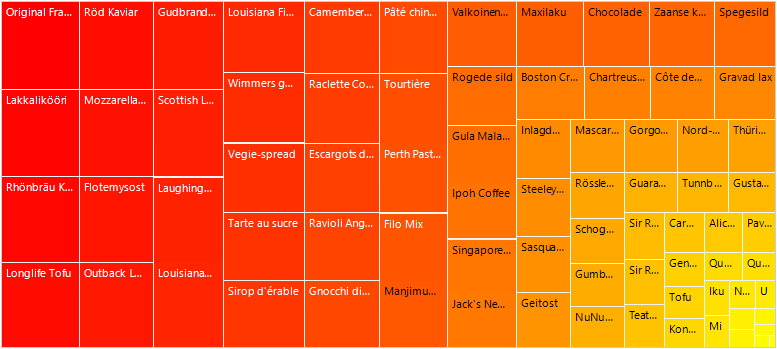 Original Fra...
Röd Kaviar
Gudbrand...
Louisiana Fi...
Camember...
Pâté chin...
Valkoinen...
Maxilaku
Chocolade
Zaanse k...
Spegesild
Lakkalikööri
Mozzarella...
Scottish L...
Wimmers g...
Raclette Co...
Tourtière
Rogede sild
Boston Cr...
Chartreus...
Côte de...
Gravad lax
Rhönbräu K...
Flotemysost
Laughing...
Vegie-spread
Escargots d...
Perth Past...
Gula Mala...
Inlagd...
Mascar...
Gorgo...
Nord-...
Thüri...
Ipoh Coffee
Steeley...
Rössle...
Guara...
Tunnb...
Gusta...
Longlife Tofu
Outback L...
Louisiana...
Tarte au sucre
Ravioli Ang...
Filo Mix
Singapore...
Sasqua...
Schog...
Sir R...
Car...
Alic...
Pav...
Sirop d'érable
Gnocchi di...
Manjimu...
Jack's Ne...
Geitost
Gumb...
Sir R...
Gen...
Qu...
Qu...
NuNu...
Teat...
Tofu
Iku
N...
U
Kon...
Mi